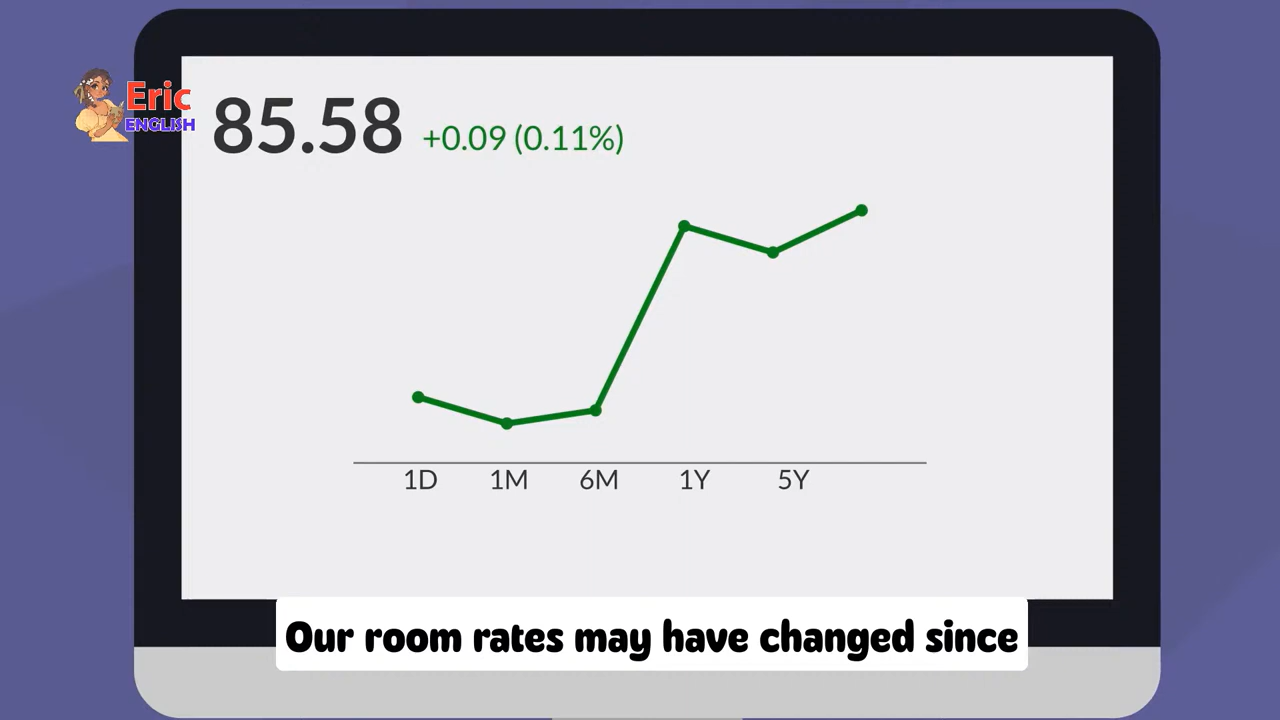 Eric
ENGLISH
85.58 +0.09 (0.11%)
1D 1M 6M 1Y 5Y
Our room rates may have changed since